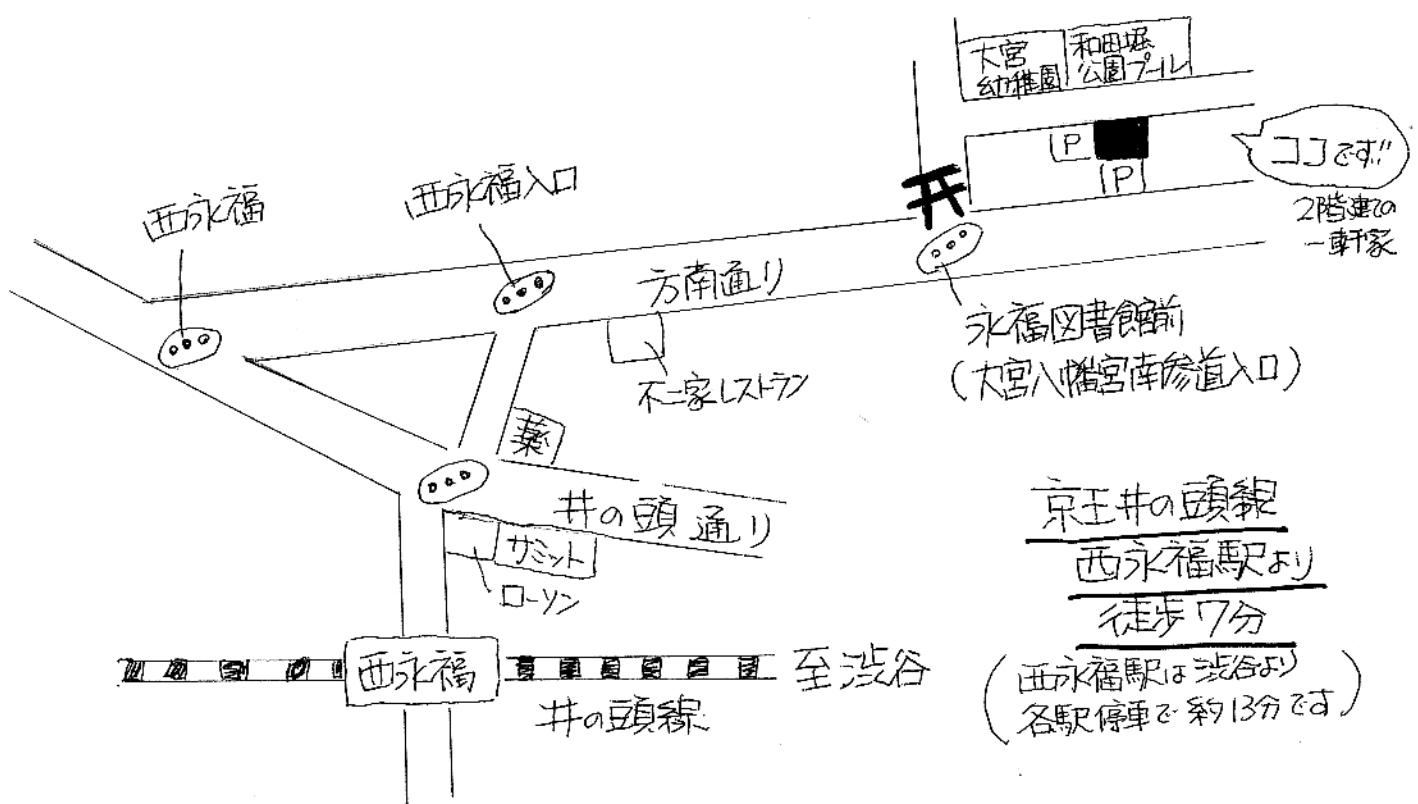 大宮
幼稚園
和田堀
公園プール
P
P
ココです!!
2階建の
一軒家
西永福
西永福入口
方南通り
永福図書館前
(大宮八幡宮南参道入口)
不二家レストラン
薬
井の頭通り
サミット
ローソン
西永福
至渋谷
井の頭線
京王井の頭線
西永福駅より
徒歩7分
(西永福駅は渋谷より
各駅停車で約13分です)